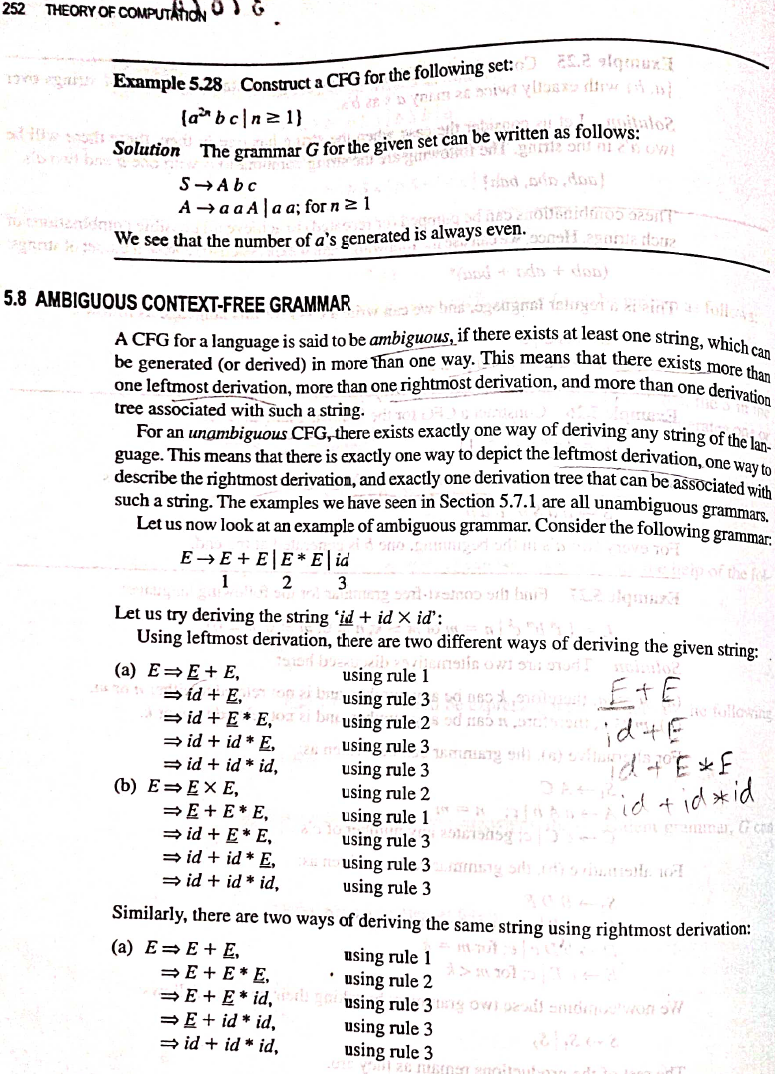 252 THEORY OF COMPUTATION
Example 5.28 Construct a CFG for the following set:
{a²ⁿ b c | n ≥ 1}
Solution The grammar G for the given set can be written as follows:
S → A b c
A → a a A | a a; for n ≥ 1
We see that the number of a's generated is always even.
5.8 AMBIGUOUS CONTEXT-FREE GRAMMAR
A CFG for a language is said to be ambiguous, if there exists at least one string, which can
be generated (or derived) in more than one way. This means that there exists more than
one leftmost derivation, more than one rightmost derivation, and more than one derivation
tree associated with such a string.
For an unambiguous CFG, there exists exactly one way of deriving any string of the lan-
guage. This means that there is exactly one way to depict the leftmost derivation, one way to
describe the rightmost derivation, and exactly one derivation tree that can be associated with
such a string. The examples we have seen in Section 5.7.1 are all unambiguous grammars.
Let us now look at an example of ambiguous grammar. Consider the following grammar:
E → E + E | E * E | id
1 2 3
Let us try deriving the string 'id + id × id':
Using leftmost derivation, there are two different ways of deriving the given string:
(a) E ⇒ E + E, using rule 1
⇒ id + E, using rule 3
⇒ id + E * E, using rule 2
⇒ id + id * E, using rule 3
⇒ id + id * id, using rule 3
(b) E ⇒ E × E, using rule 2
⇒ E + E * E, using rule 1
⇒ id + E * E, using rule 3
⇒ id + id * E, using rule 3
⇒ id + id * id, using rule 3
E + E
id + E
id + E * E
id + id * id
Similarly, there are two ways of deriving the same string using rightmost derivation:
(a) E ⇒ E + E, using rule 1
⇒ E + E * E, using rule 2
⇒ E + E * id, using rule 3
⇒ E + id * id, using rule 3
⇒ id + id * id, using rule 3